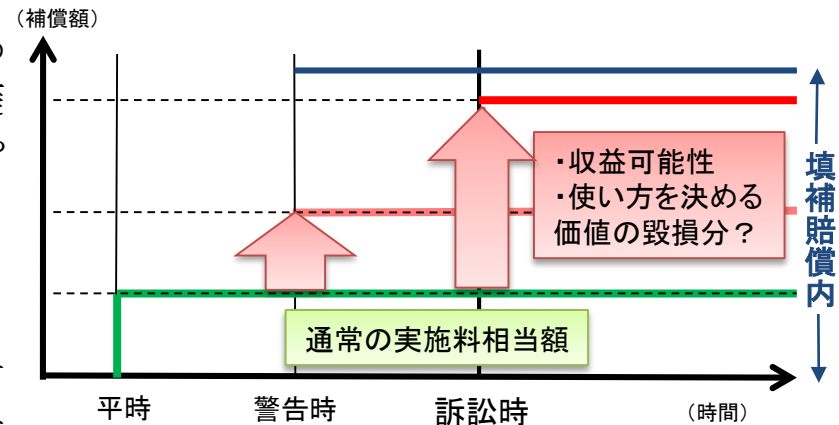 （補償額）
・収益可能性
・使い方を決める
価値の毀損分？
填補賠償内
通常の実施料相当額
平時
警告時
訴訟時
（時間）